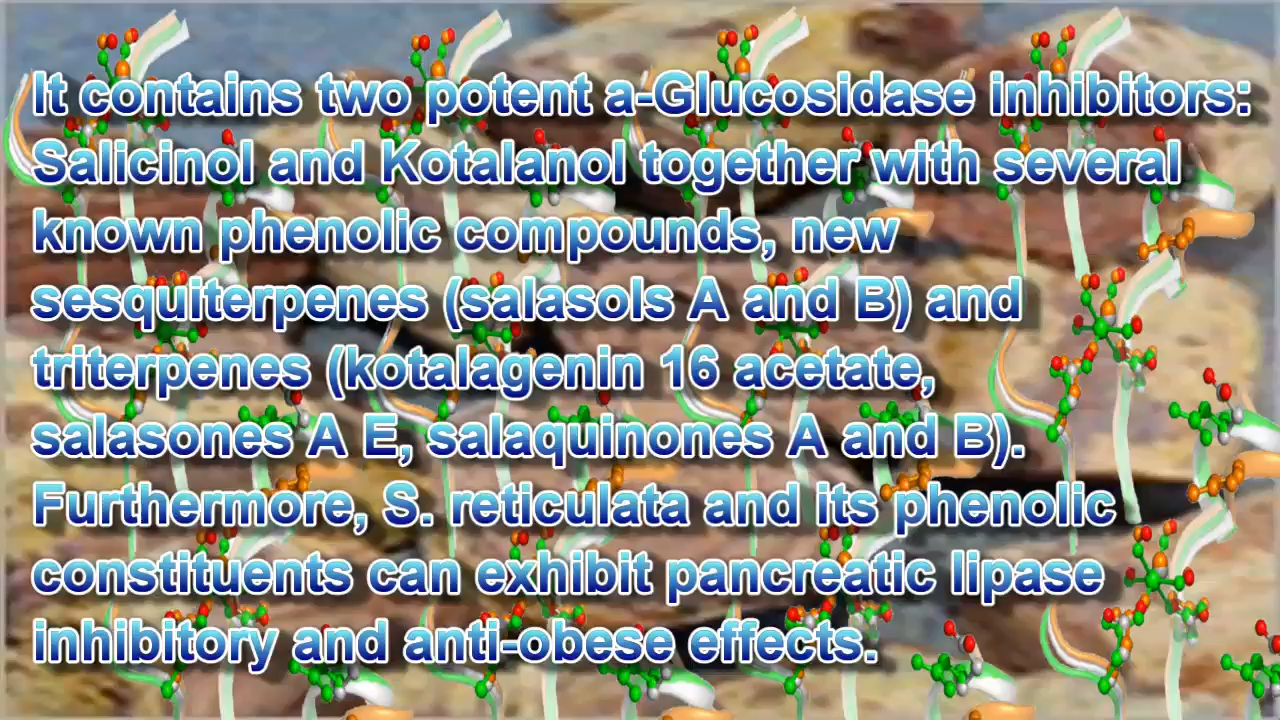 It contains two potent a-Glucosidase inhibitors:
Salicinol and Kotalanol together with several
known phenolic compounds, new
sesquiterpenes (salasols A and B) and
triterpenes (kotalagenin 16 acetate,
salasones A E, salaquinones A and B).
Furthermore, S. reticulata and its phenolic
constituents can exhibit pancreatic lipase
inhibitory and anti-obese effects.